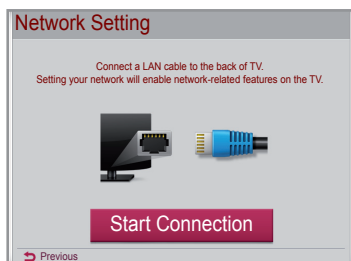 Network Setting
Connect a LAN cable to the back of TV.
Setting your network will enable network-related features on the TV.
Start Connection
Previous